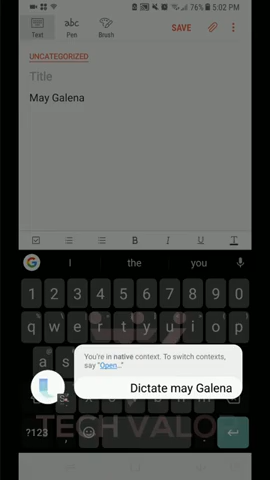 76% 5:02 PM
Text
abc
Pen
Brush
SAVE
UNCATEGORIZED
Title
May Galena
B I U T
I the you
1 2 3 4 5 6 7 8 9 0
q w e r t y u i o p
a s
You're in native context. To switch contexts,
say "Open..."
Dictate may Galena
?123
TECH VALO